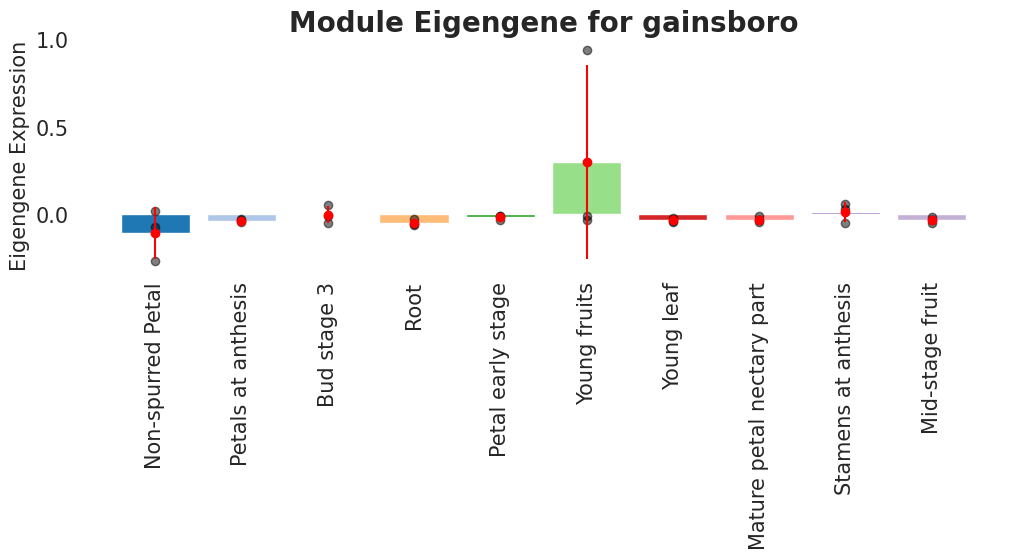 Module Eigengene for gainsboro
Eigengene Expression
1.0
0.5
0.0
Non-spurred Petal
Petals at anthesis
Bud stage 3
Root
Petal early stage
Young fruits
Young leaf
Mature petal nectary part
Stamens at anthesis
Mid-stage fruit